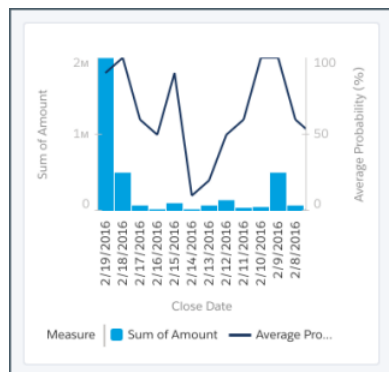 2M
1M
0
Sum of Amount
100
50
0
Average Probability (%)
2/19/2016
2/18/2016
2/17/2016
2/16/2016
2/15/2016
2/14/2016
2/13/2016
2/12/2016
2/11/2016
2/10/2016
2/9/2016
2/8/2016
Close Date
Measure Sum of Amount Average Pro...